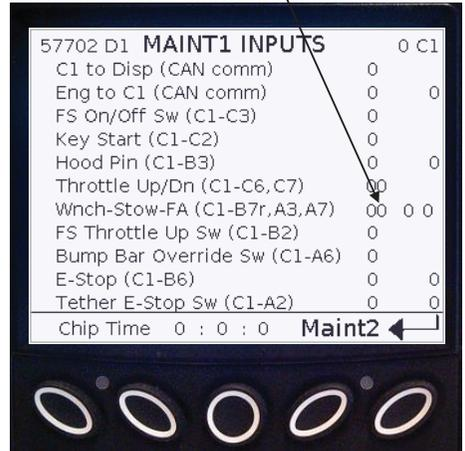 57702 D1 MAINT1 INPUTS 0 C1
C1 to Disp (CAN comm) 0
Eng to C1 (CAN comm) 0 0
FS On/Off Sw (C1-C3) 0
Key Start (C1-C2) 0
Hood Pin (C1-B3) 0 0
Throttle Up/Dn (C1-C6,C7) 00
Wnch-Stow-FA (C1-B7r,A3,A7) 00 0 0
FS Throttle Up Sw (C1-B2) 0
Bump Bar Override Sw (C1-A6) 0
E-Stop (C1-B6) 0 0
Tether E-Stop Sw (C1-A2) 0 0
Chip Time 0 : 0 : 0 Maint2